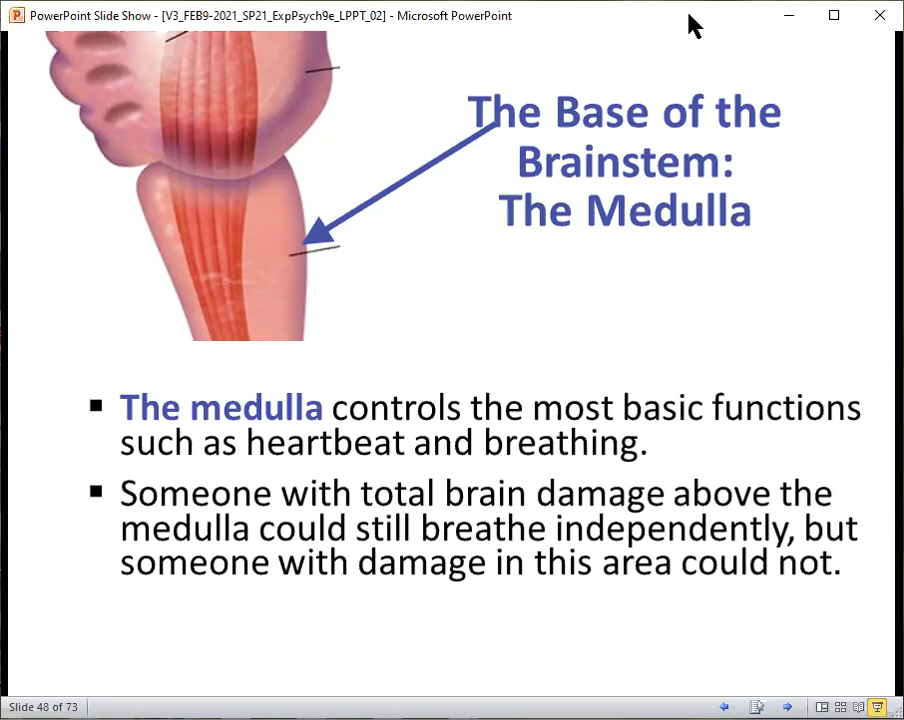 PowerPoint Slide Show - [V3_FEB9-2021_SP21_ExpPsych9e_LPPT_02] - Microsoft PowerPoint
The Base of the
Brainstem:
The Medulla
▪ The medulla controls the most basic functions
such as heartbeat and breathing.
▪ Someone with total brain damage above the
medulla could still breathe independently, but
someone with damage in this area could not.
Slide 48 of 73